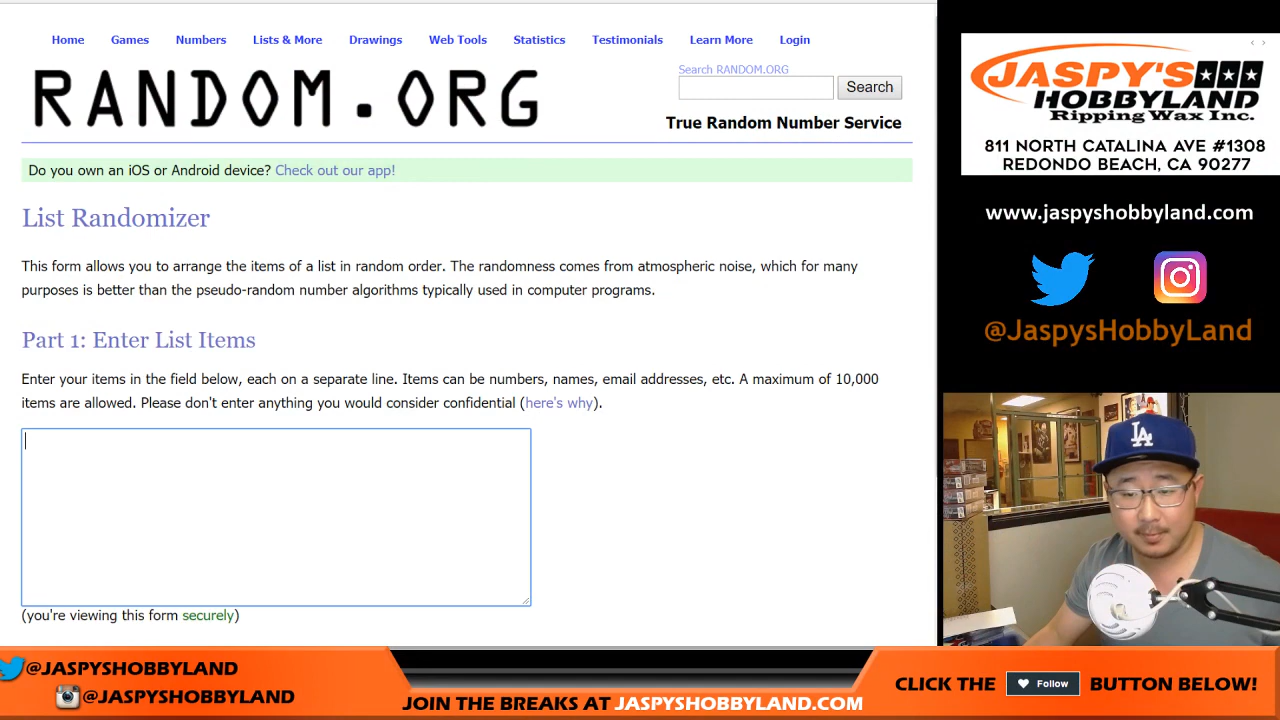 Home Games Numbers Lists & More Drawings Web Tools Statistics Testimonials Learn More Login
RANDOM.ORG
Search RANDOM.ORG
Search
True Random Number Service
Do you own an iOS or Android device? Check out our app!
List Randomizer
This form allows you to arrange the items of a list in random order. The randomness comes from atmospheric noise, which for many
purposes is better than the pseudo-random number algorithms typically used in computer programs.
Part 1: Enter List Items
Enter your items in the field below, each on a separate line. Items can be numbers, names, email addresses, etc. A maximum of 10,000
items are allowed. Please don't enter anything you would consider confidential (here's why).
(you're viewing this form securely)
JASPY'S
HOBBYLAND
Ripping Wax Inc.
811 NORTH CATALINA AVE #1308
REDONDO BEACH, CA 90277
www.jaspyshobbyland.com
@JaspysHobbyLand
LA
@JASPYSHOBBYLAND
@JASPYSHOBBYLAND
JOIN THE BREAKS AT JASPYSHOBBYLAND.COM
CLICK THE Follow BUTTON BELOW!